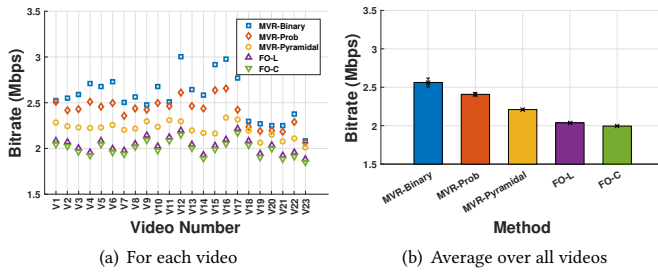 3.5
3
2.5
2
1.5
Bitrate (Mbps)
MVR-Binary
MVR-Prob
MVR-Pyramidal
FO-L
FO-C
V1 V2 V3 V4 V5 V6 V7 V8 V9 V10 V11 V12 V13 V14 V15 V16 V17 V18 V19 V20 V21 V22 V23
Video Number
(a) For each video
3.5
3
2.5
2
1.5
Bitrate (Mbps)
MVR-Binary
MVR-Prob
MVR-Pyramidal
FO-L
FO-C
Method
(b) Average over all videos